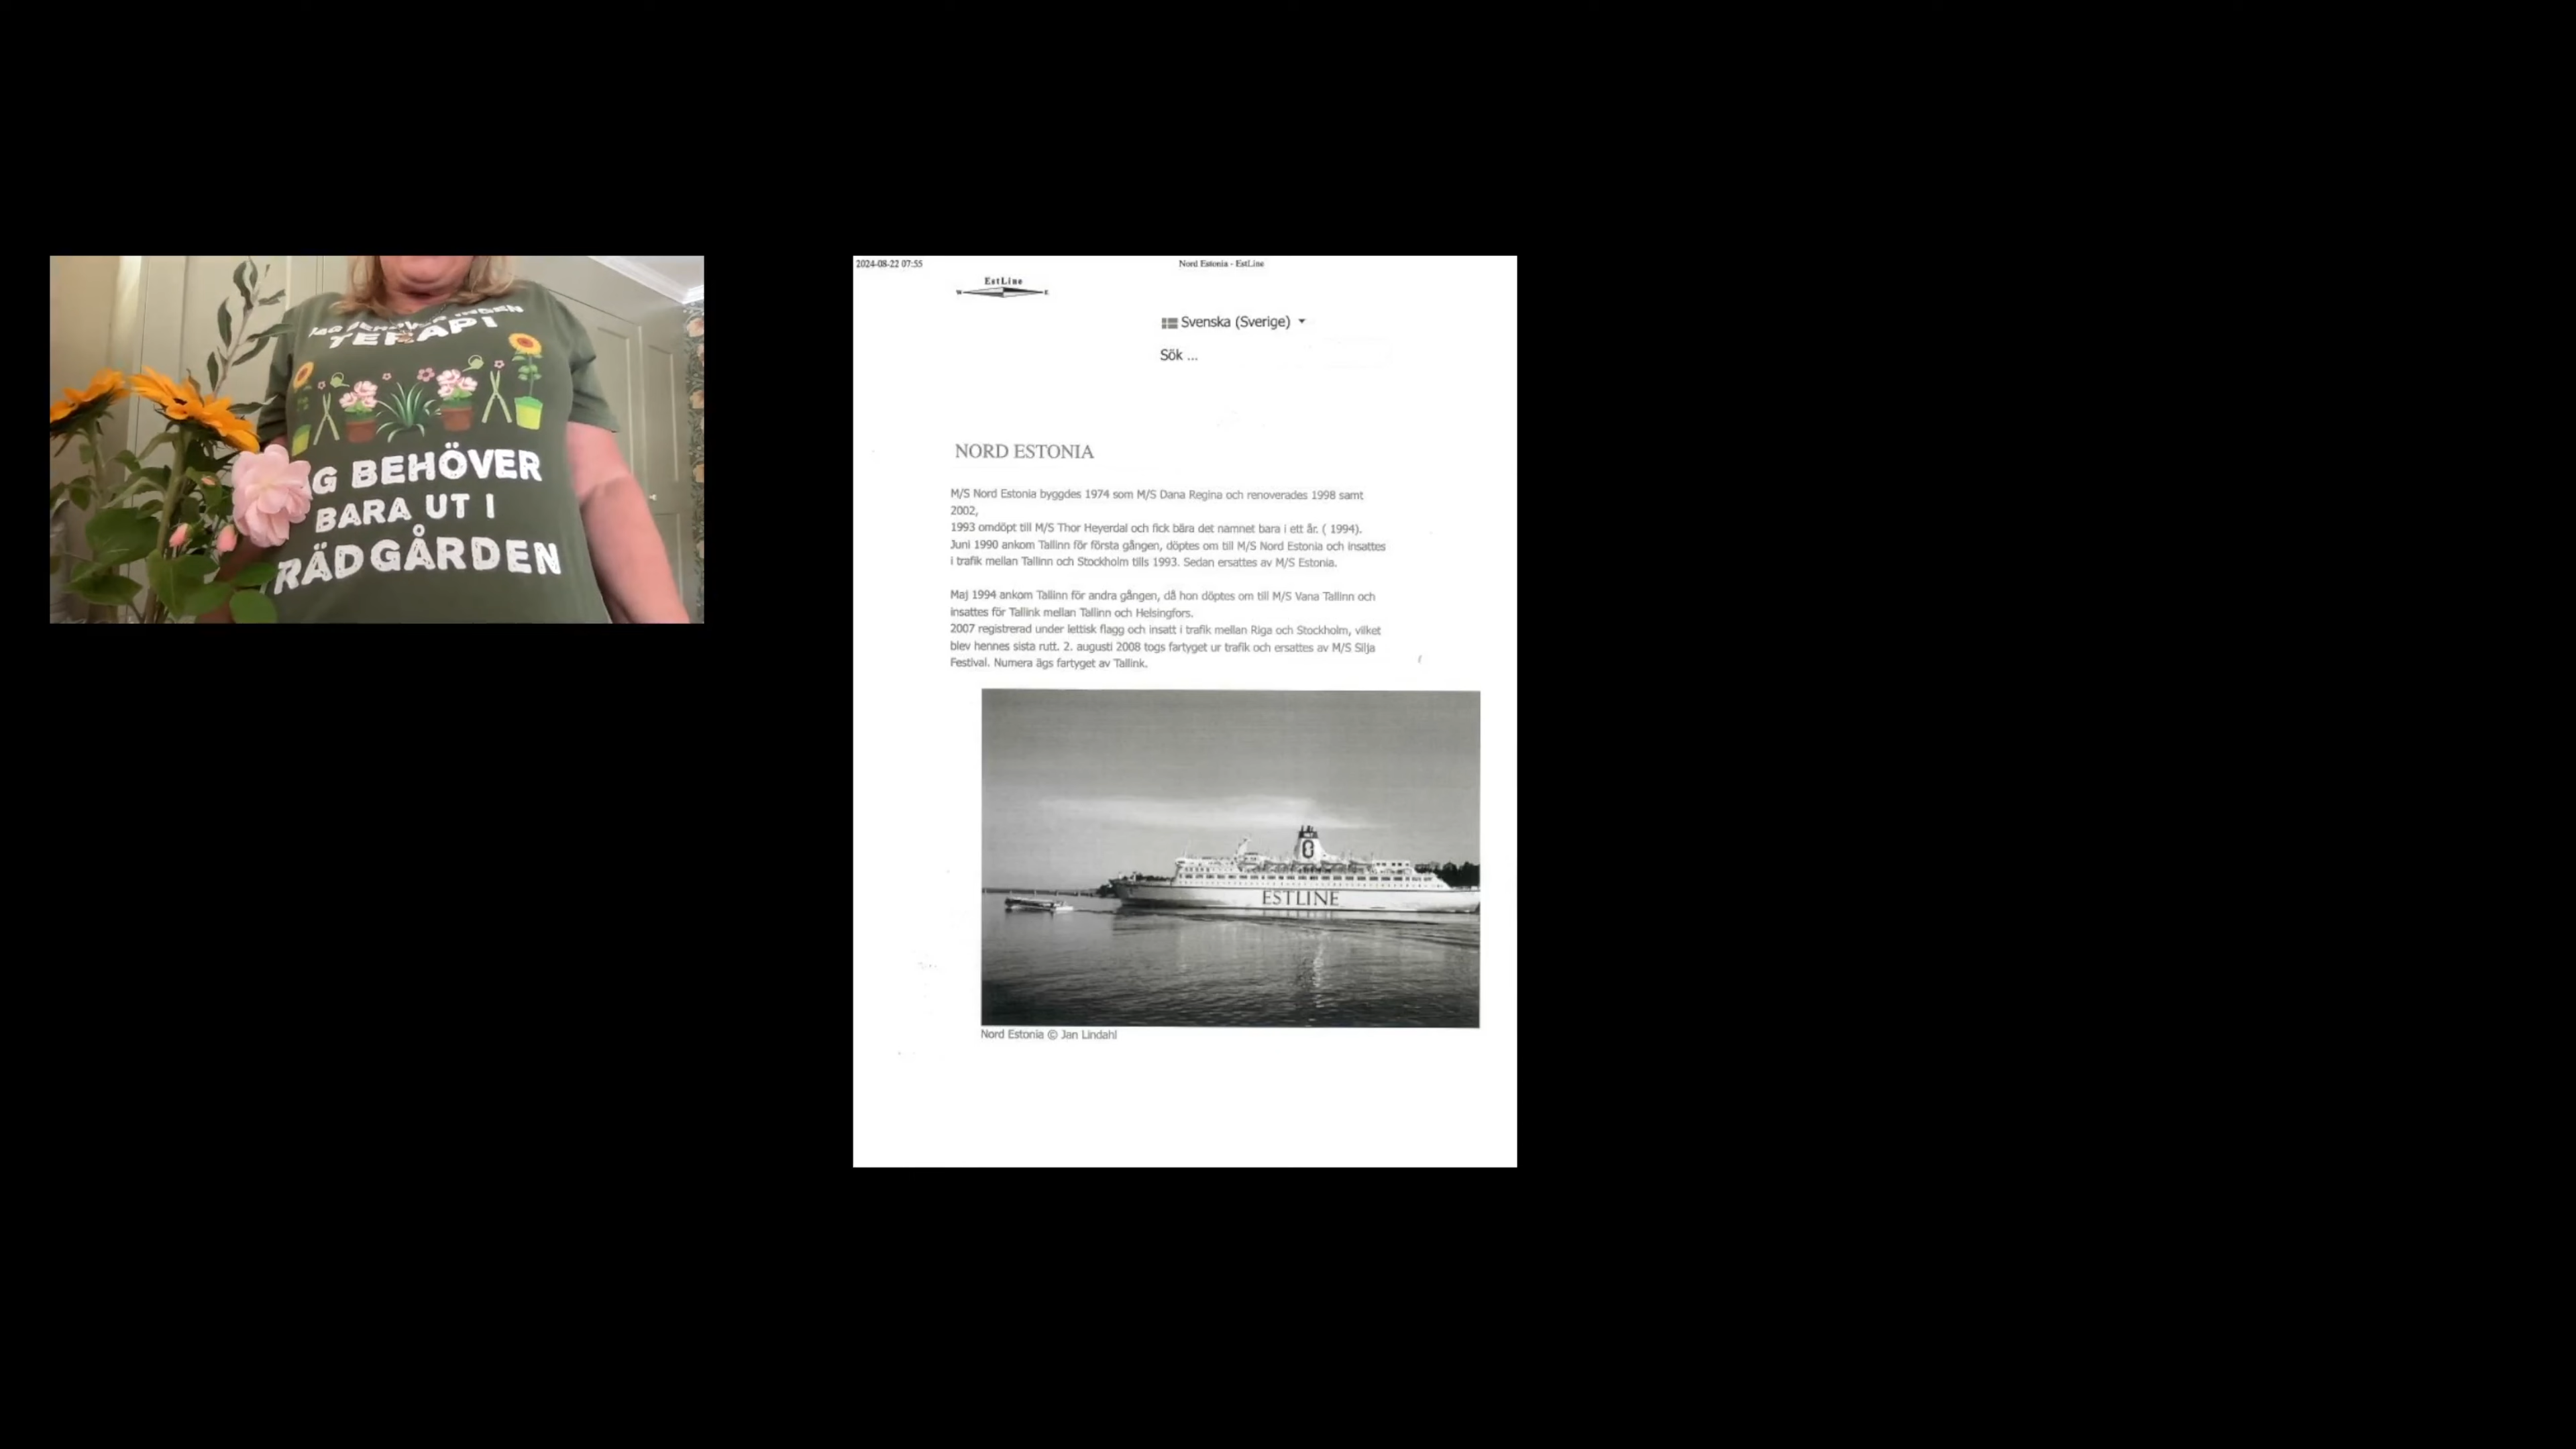 TERAPI
BEHÖVER
BARA UT I
2024-08-22 07:55
Nord Estonia - EstLine
EstLine
W E
Svenska (Sverige)
Sök ...
NORD ESTONIA
M/S Nord Estonia byggdes 1974 som M/S Dana Regina och renoverades 1998 samt
2002,
1993 omdöpt till M/S Thor Heyerdal och fick bära det namnet bara i ett år. ( 1994).
Juni 1990 ankom Tallinn för första gången, döptes om till M/S Nord Estonia och insattes
i trafik mellan Tallinn och Stockholm tills 1993. Sedan ersattes av M/S Estonia.
Maj 1994 ankom Tallinn för andra gången, då hon döptes om till M/S Vana Tallinn och
insattes för Tallink mellan Tallinn och Helsingfors.
2007 registrerad under lettisk flagg och insatt i trafik mellan Riga och Stockholm, vilket
blev hennes sista rutt. 2. augusti 2008 togs fartyget ur trafik och ersattes av M/S Silja
Festival. Numera ägs fartyget av Tallink.
ESTLINE
Nord Estonia © Jan Lindahl